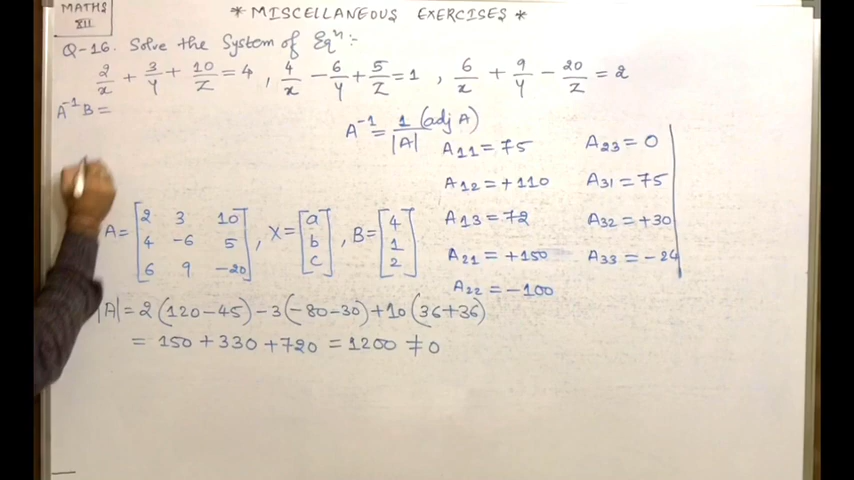 MATHS
XII
* MISCELLANEOUS EXERCISES *
Q-16. Solve the System of Eqⁿ:-
2/x + 3/y + 10/z = 4 , 4/x - 6/y + 5/z = 1 , 6/x + 9/y - 20/z = 2
A⁻¹B =
A⁻¹ = 1/|A| (adj A)
A11 = 75
A12 = +110
A13 = 72
A21 = +150
A22 = -100
A23 = 0
A31 = 75
A32 = +30
A33 = -24
A = [2 3 10
4 -6 5
6 9 -20] , X = [a
b
c] , B = [4
1
2]
|A| = 2(120-45) -3(-80-30) +10(36+36)
= 150 + 330 + 720 = 1200 ≠ 0